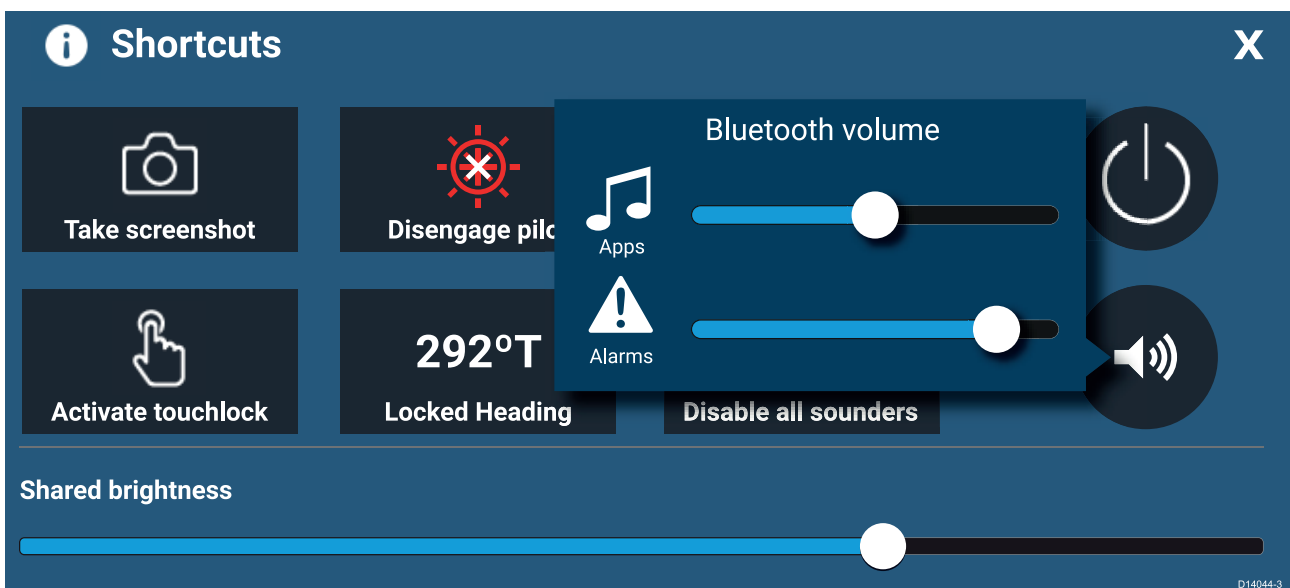 Shortcuts
X
Take screenshot
Disengage pilo
Bluetooth volume
Apps
Alarms
Activate touchlock
292°T
Locked Heading
Disable all sounders
Shared brightness
D14044-3